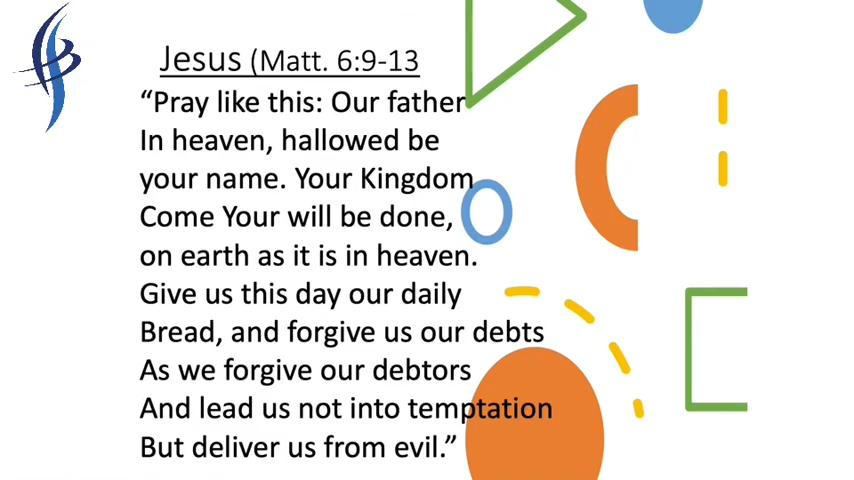 Jesus (Matt. 6:9-13
“Pray like this: Our father
In heaven, hallowed be
your name. Your Kingdom
Come Your will be done,
on earth as it is in heaven.
Give us this day our daily
Bread, and forgive us our debts
As we forgive our debtors
And lead us not into temptation
But deliver us from evil.”